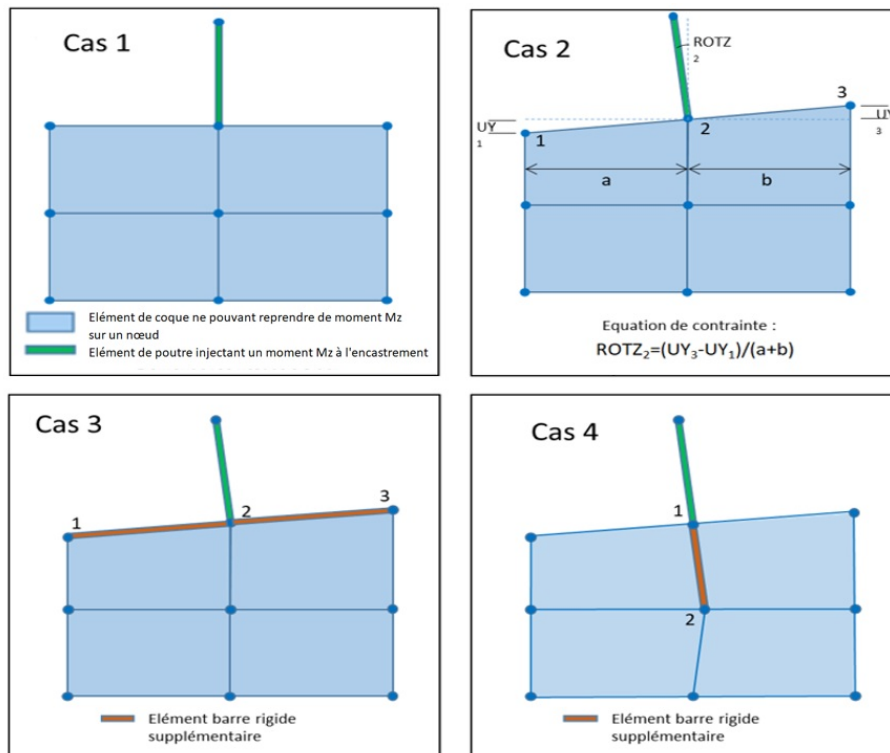 Cas 1
Elément de coque ne pouvant reprendre de moment Mz
sur un nœud
Elément de poutre injectant un moment Mz à l'encastrement
Cas 2
ROTZ
2
3
UY
1
1
2
UY
3
a
b
Equation de contrainte :
ROTZ₂=(UY₃-UY₁)/(a+b)
Cas 3
1
2
3
Elément barre rigide
supplémentaire
Cas 4
1
2
Elément barre rigide
supplémentaire